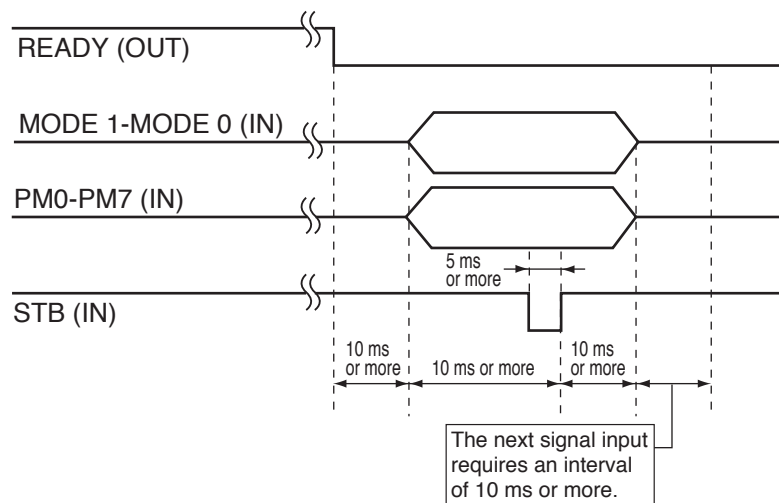 READY (OUT)
MODE 1-MODE 0 (IN)
PM0-PM7 (IN)
5 ms
or more
STB (IN)
10 ms
or more
10 ms or more
10 ms
or more
The next signal input
requires an interval
of 10 ms or more.